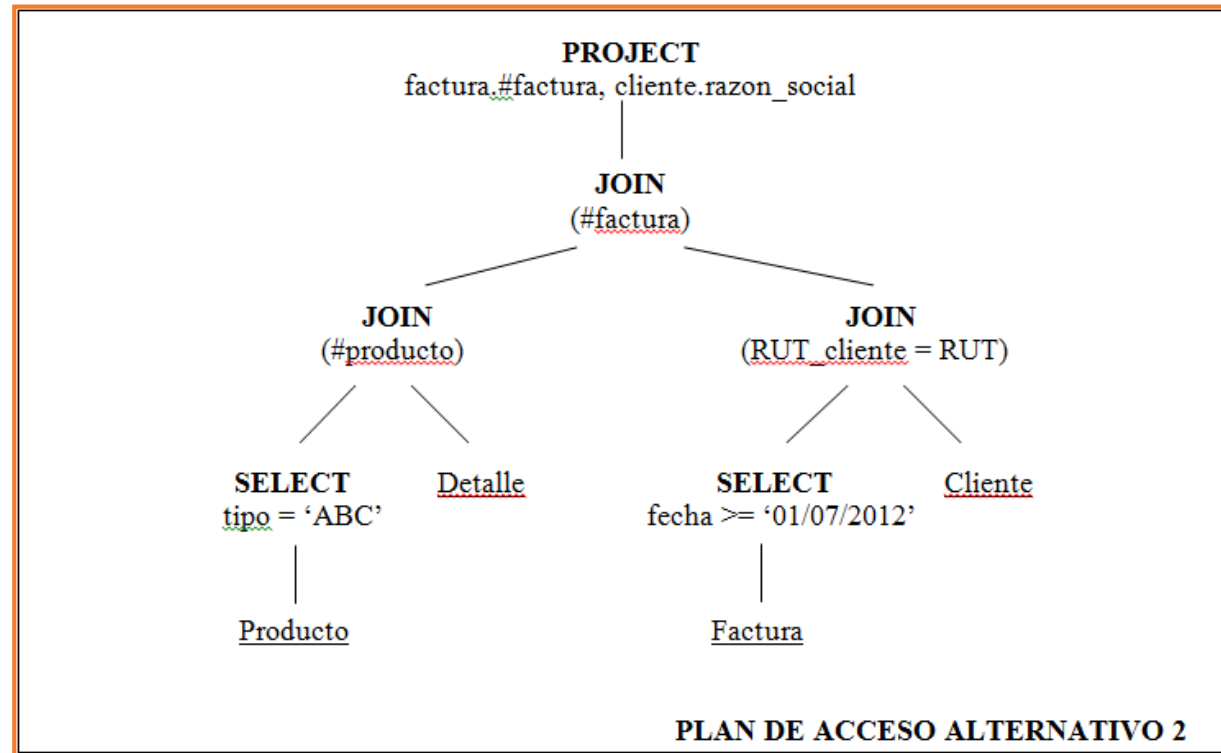 PROJECT
factura.#factura, cliente.razon_social
JOIN
(#factura)
JOIN
(#producto)
JOIN
(RUT_cliente = RUT)
SELECT
tipo = ‘ABC’
Detalle
SELECT
fecha >= ‘01/07/2012’
Cliente
Producto
Factura
PLAN DE ACCESO ALTERNATIVO 2